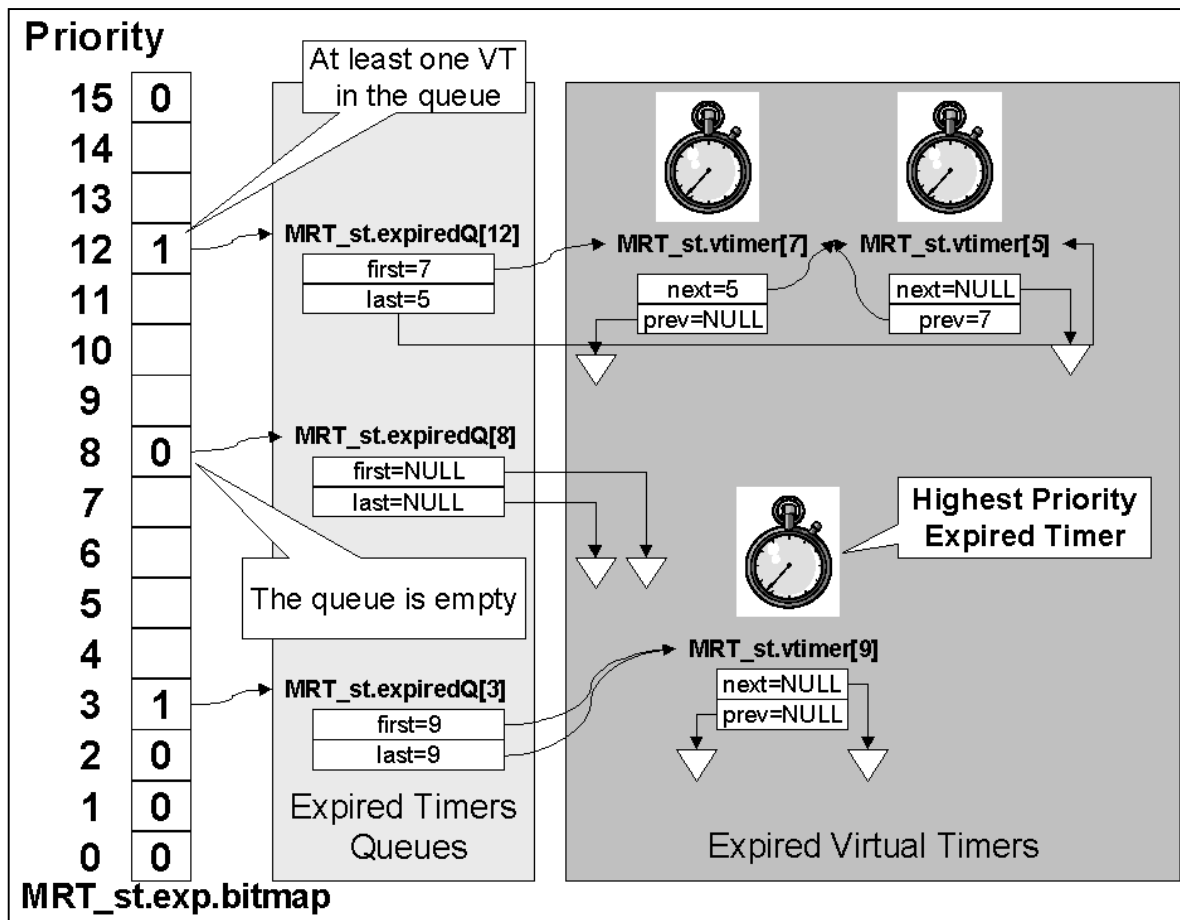 Priority
At least one VT
in the queue
15 0
14
13
12 1
11
10
9
8 0
7
6
5
4
3 1
2 0
1 0
0 0
MRT_st.exp.bitmap
MRT_st.expiredQ[12]
first=7
last=5
MRT_st.expiredQ[8]
first=NULL
last=NULL
The queue is empty
MRT_st.expiredQ[3]
first=9
last=9
Expired Timers
Queues
MRT_st.vtimer[7]
next=5
prev=NULL
MRT_st.vtimer[5]
next=NULL
prev=7
Highest Priority
Expired Timer
MRT_st.vtimer[9]
next=NULL
prev=NULL
Expired Virtual Timers